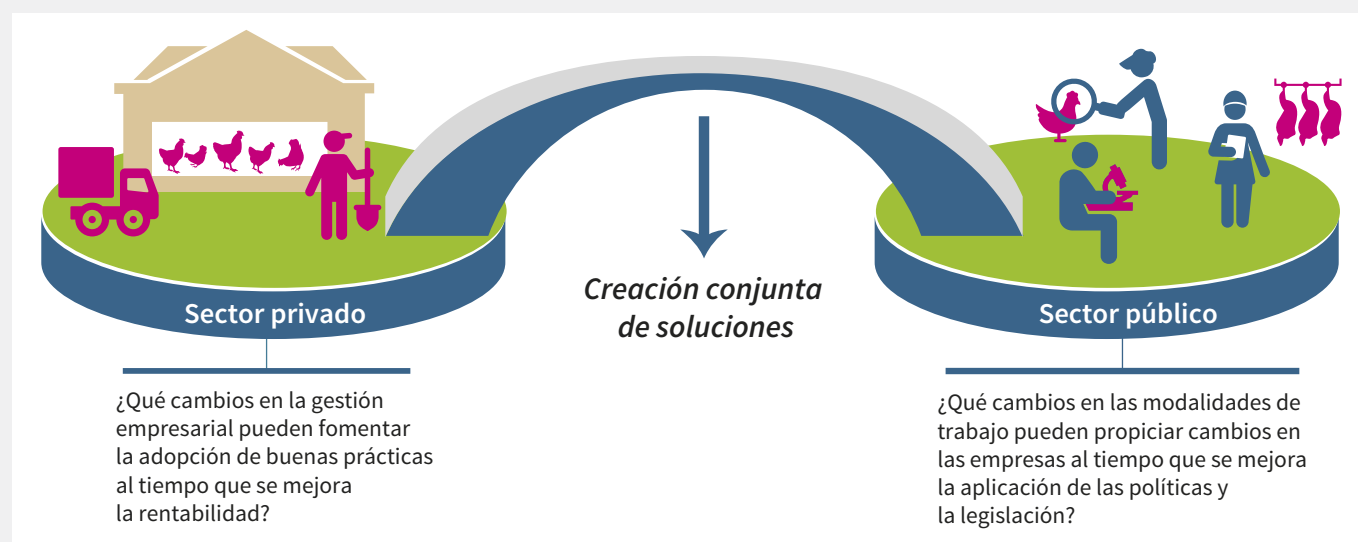 Creación conjunta
de soluciones
Sector privado
Sector público
¿Qué cambios en la gestión
empresarial pueden fomentar
la adopción de buenas prácticas
al tiempo que se mejora
la rentabilidad?
¿Qué cambios en las modalidades de
trabajo pueden propiciar cambios en
las empresas al tiempo que se mejora
la aplicación de las políticas y
la legislación?